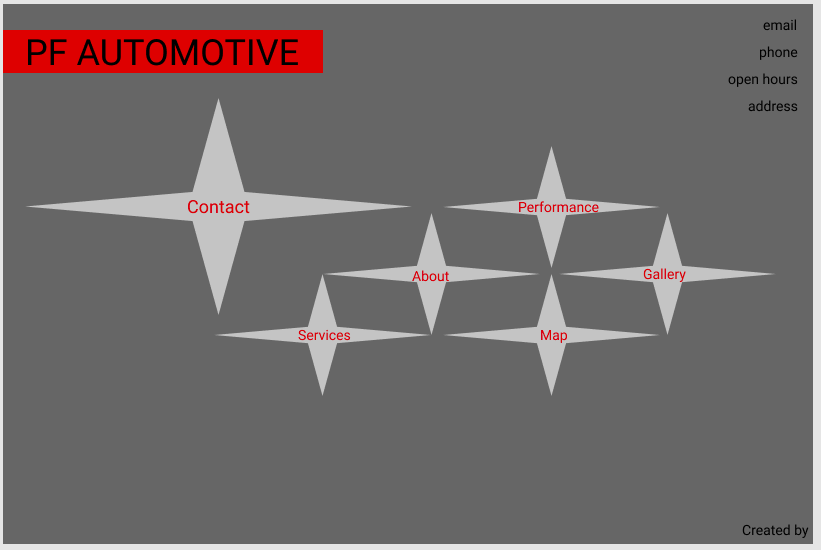 PF AUTOMOTIVE
email
phone
open hours
address
Contact
Performance
About
Gallery
Services
Map
Created by